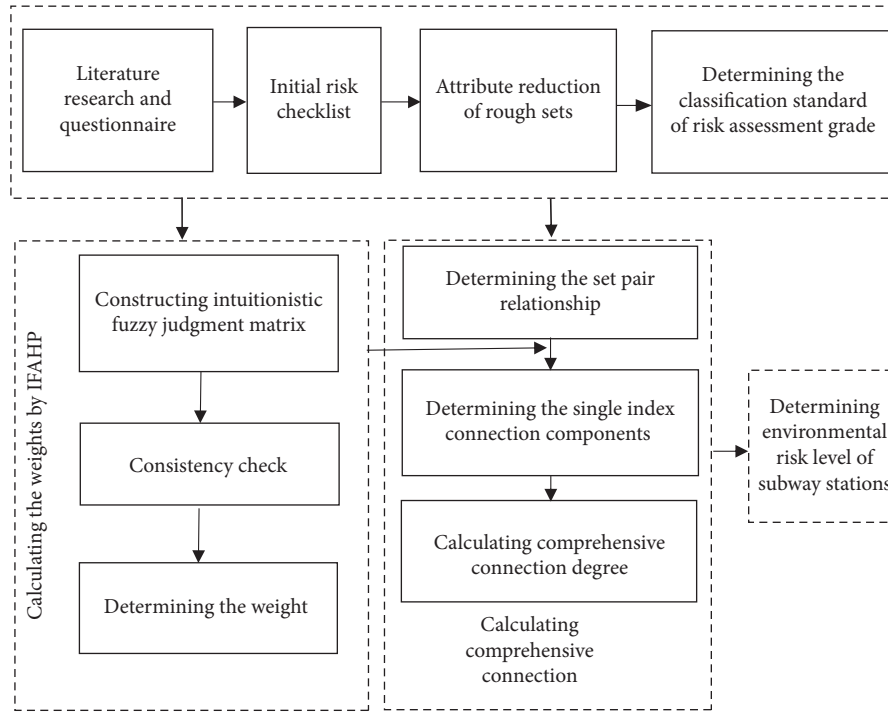 Literature
research and
questionnaire
Initial risk
checklist
Attribute reduction
of rough sets
Determining the
classification standard
of risk assessment grade
Calculating the weights by IFAHP
Constructing intuitionistic
fuzzy judgment matrix
Consistency check
Determining the weight
Determining the set pair
relationship
Determining the single index
connection components
Calculating comprehensive
connection degree
Calculating
comprehensive
connection
Determining
environmental
risk level of
subway stations